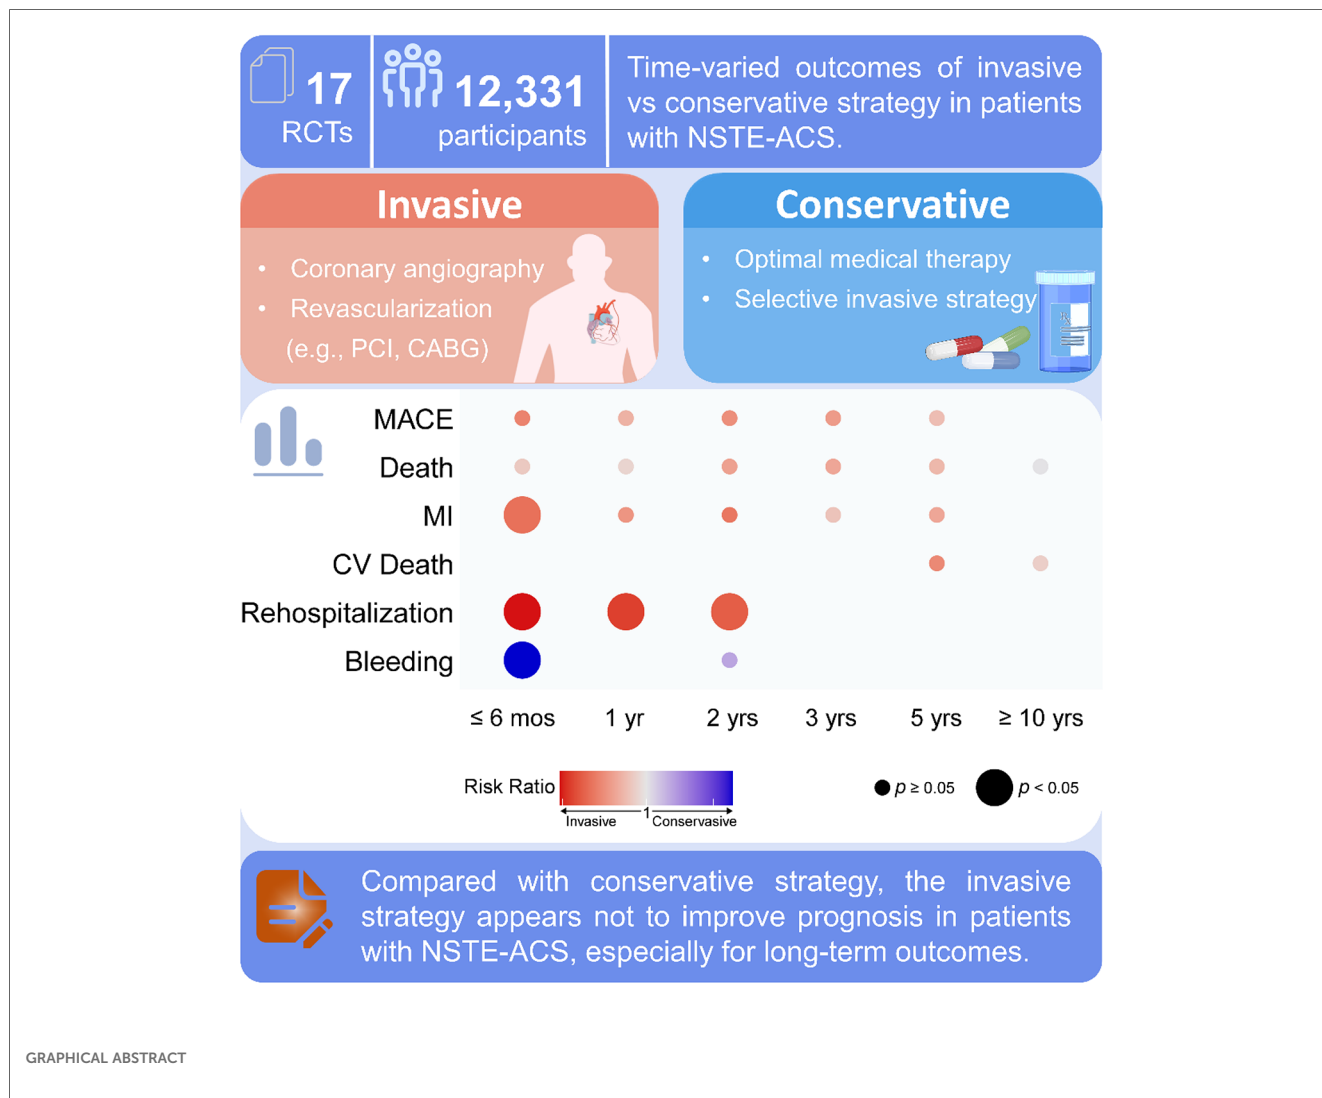 17
RCTs
12,331
participants
Time-varied outcomes of invasive
vs conservative strategy in patients
with NSTE-ACS.
Invasive
• Coronary angiography
• Revascularization
(e.g., PCI, CABG)
Conservative
• Optimal medical therapy
• Selective invasive strategy
MACE
Death
MI
CV Death
Rehospitalization
Bleeding
≤ 6 mos 1 yr 2 yrs 3 yrs 5 yrs ≥ 10 yrs
Risk Ratio
1
Invasive Conservasive
p ≥ 0.05 p < 0.05
Compared with conservative strategy, the invasive
strategy appears not to improve prognosis in patients
with NSTE-ACS, especially for long-term outcomes.
GRAPHICAL ABSTRACT